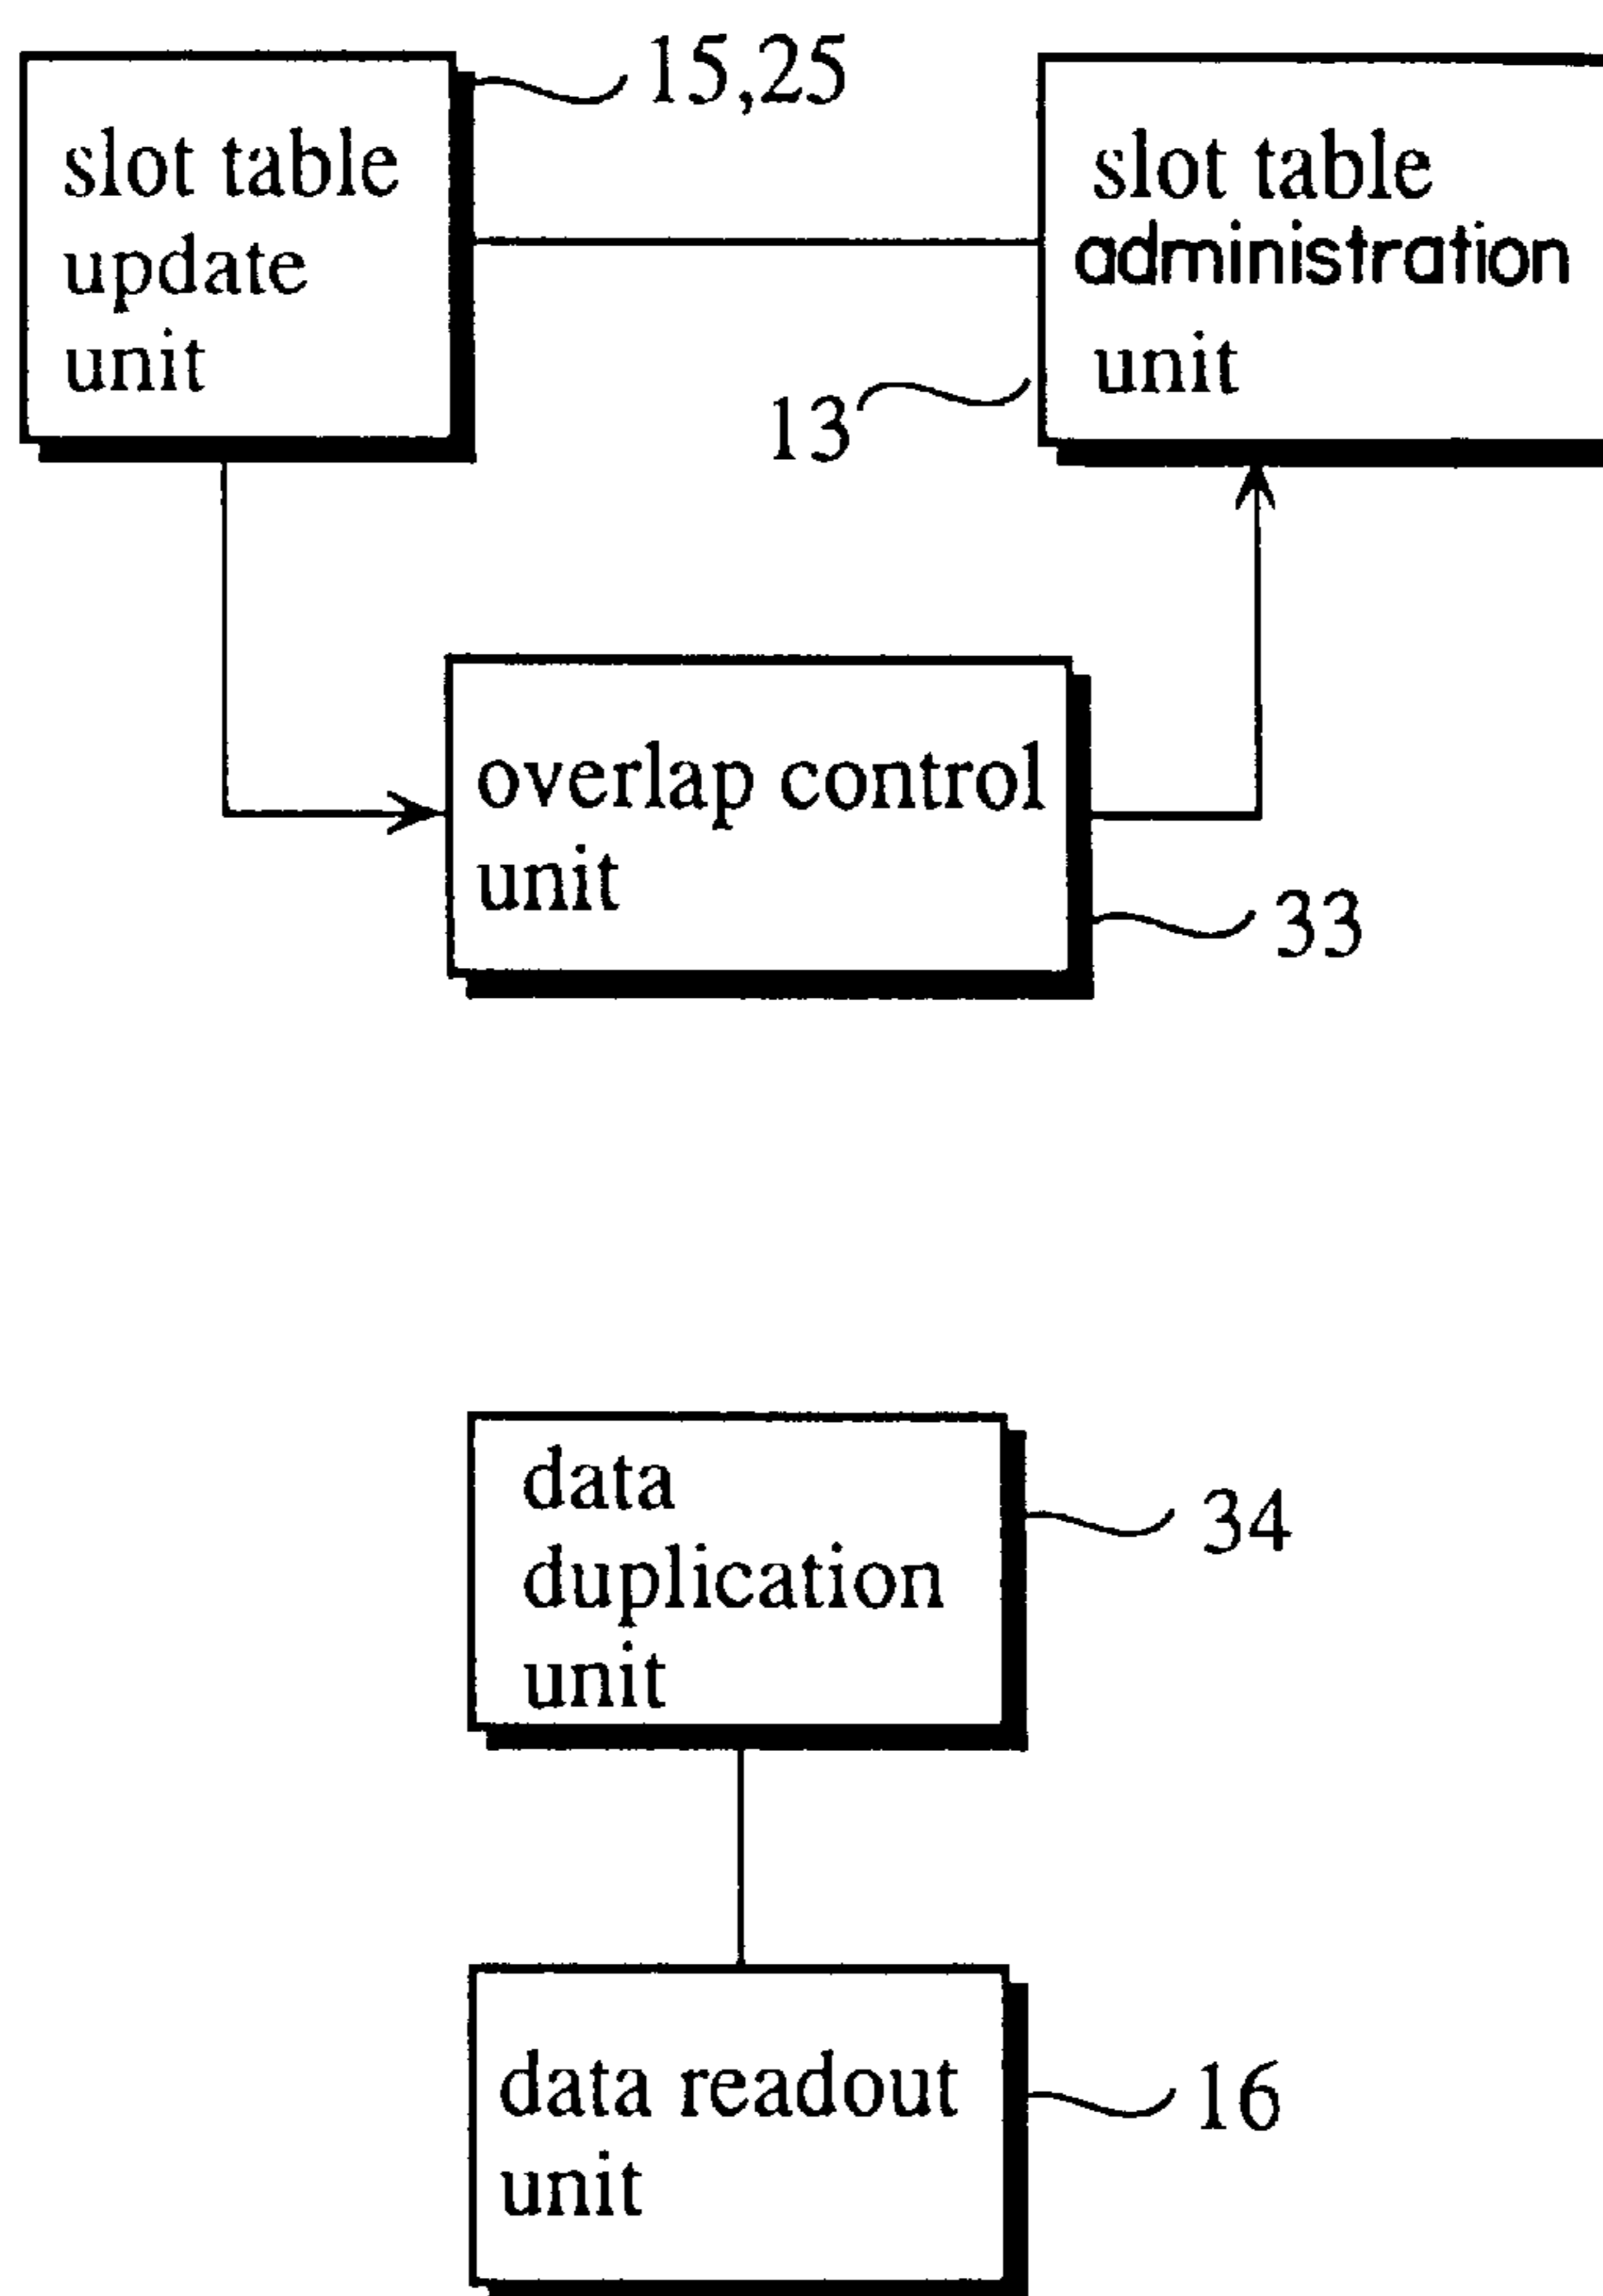 15,25
slot table
update
unit
slot table
administration
unit
13
overlap control
unit
33
data
duplication
unit
34
data readout
unit
16